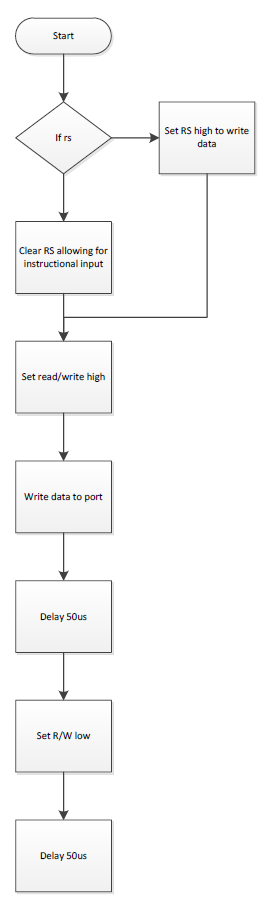 Start
If rs
Set RS high to write
data
Clear RS allowing for
instructional input
Set read/write high
Write data to port
Delay 50us
Set R/W low
Delay 50us